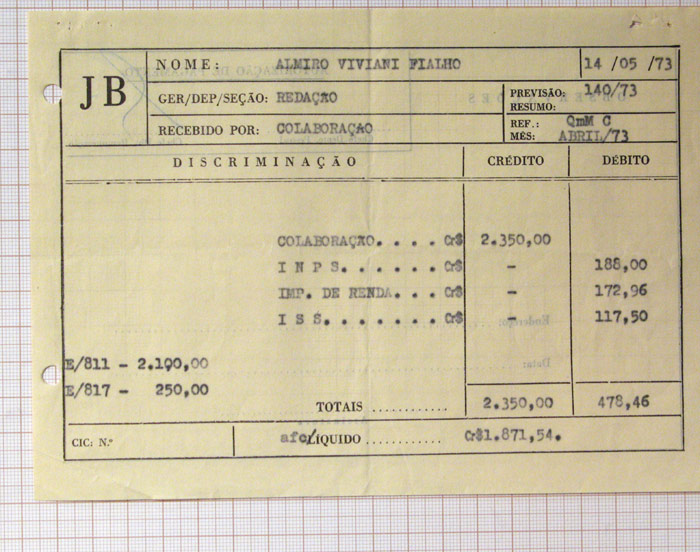 JB
NOME: ALMIRO VIVIANI FIALHO 14 /05 /73
GER/DEP/SEÇÃO: REDAÇÃO PREVISÃO: 140/73
RESUMO:
RECEBIDO POR: COLABORAÇÃO REF.: QmM C
MÊS: ABRIL/73
DISCRIMINAÇÃO CRÉDITO DÉBITO
COLABORAÇÃO. . . . Cr$ 2.350,00
I N P S. . . . . . Cr$ - 188,00
IMP. DE RENDA. . . Cr$ - 172,96
I S S. . . . . . . Cr$ - 117,50
E/811 - 2.100,00
E/817 - 250,00
TOTAIS ............ 2.350,00 478,46
CIC: N.º afc/LÍQUIDO ............ Cr$1.871,54.